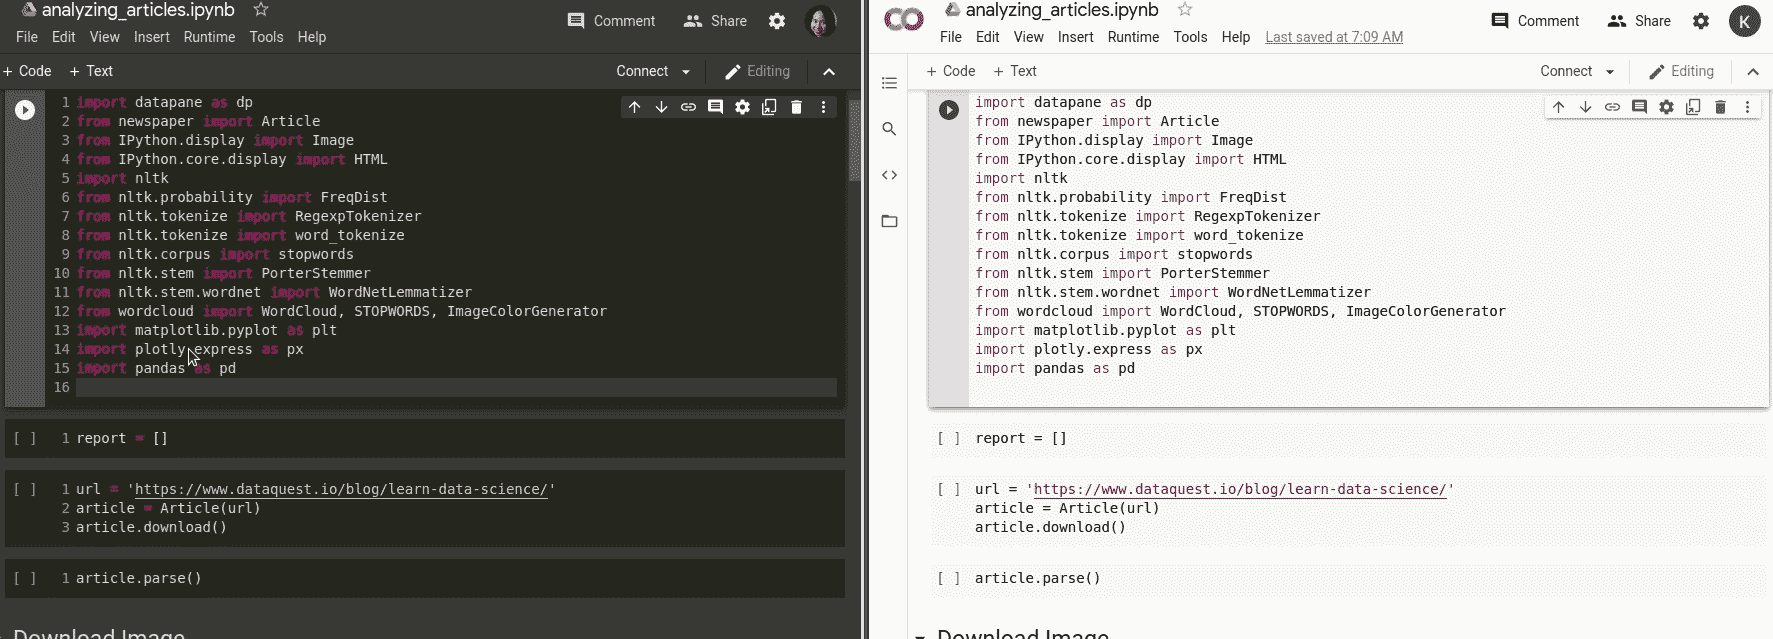 analyzing_articles.ipynb
Comment Share
File Edit View Insert Runtime Tools Help
+ Code + Text
Connect Editing
1 import datapane as dp
2 from newspaper import Article
3 from IPython.display import Image
4 from IPython.core.display import HTML
5 import nltk
6 from nltk.probability import FreqDist
7 from nltk.tokenize import RegexpTokenizer
8 from nltk.tokenize import word_tokenize
9 from nltk.corpus import stopwords
10 from nltk.stem import PorterStemmer
11 from nltk.stem.wordnet import WordNetLemmatizer
12 from wordcloud import WordCloud, STOPWORDS, ImageColorGenerator
13 import matplotlib.pyplot as plt
14 import plotly.express as px
15 import pandas as pd
16
[ ] 1 report = []
[ ] 1 url = 'https://www.dataquest.io/blog/learn-data-science/'
2 article = Article(url)
3 article.download()
[ ] 1 article.parse()
Download Image
analyzing_articles.ipynb
Comment Share K
File Edit View Insert Runtime Tools Help Last saved at 7:09 AM
+ Code + Text
Connect Editing
import datapane as dp
from newspaper import Article
from IPython.display import Image
from IPython.core.display import HTML
import nltk
from nltk.probability import FreqDist
from nltk.tokenize import RegexpTokenizer
from nltk.tokenize import word_tokenize
from nltk.corpus import stopwords
from nltk.stem import PorterStemmer
from nltk.stem.wordnet import WordNetLemmatizer
from wordcloud import WordCloud, STOPWORDS, ImageColorGenerator
import matplotlib.pyplot as plt
import plotly.express as px
import pandas as pd
[ ] report = []
[ ] url = 'https://www.dataquest.io/blog/learn-data-science/'
article = Article(url)
article.download()
[ ] article.parse()
Download Image